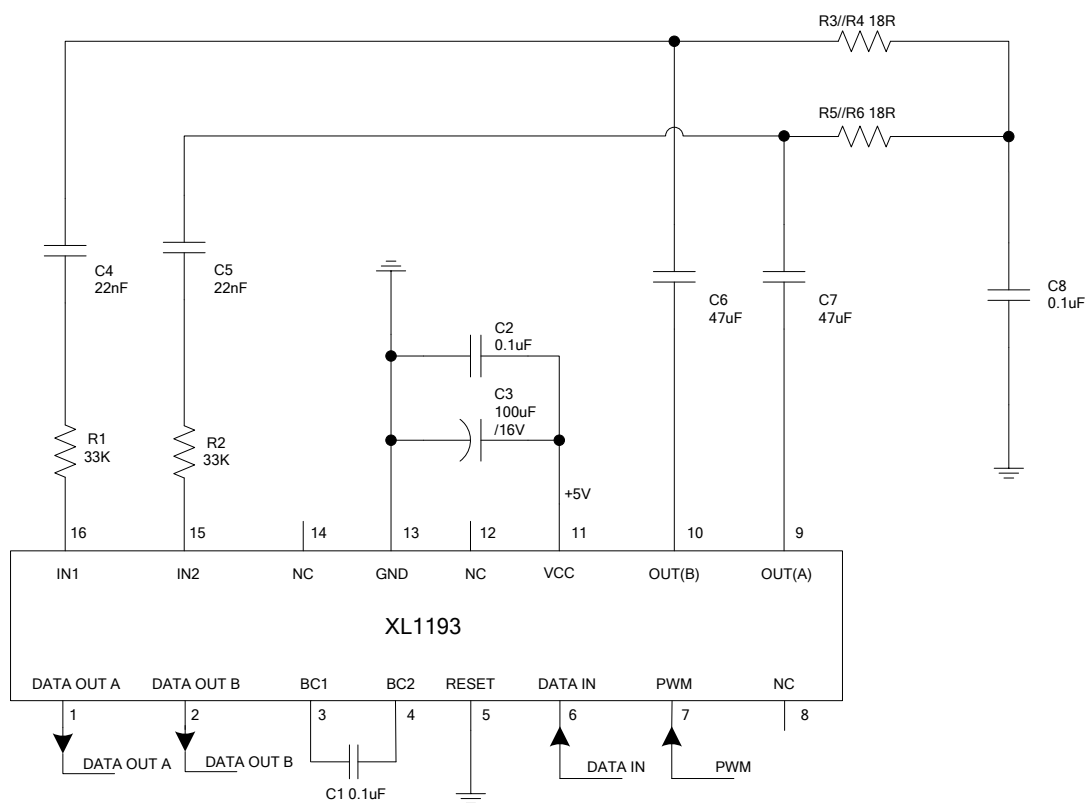 R3//R4 18R
R5//R6 18R
C4
22nF
C5
22nF
C6
47uF
C7
47uF
C8
0.1uF
C2
0.1uF
C3
100uF
/16V
R1
33K
R2
33K
+5V
16
15
14
13
12
11
10
9
IN1
IN2
NC
GND
NC
VCC
OUT(B)
OUT(A)
XL1193
DATA OUT A
DATA OUT B
BC1
BC2
RESET
DATA IN
PWM
NC
1
2
3
4
5
6
7
8
DATA OUT A
DATA OUT B
DATA IN
PWM
C1 0.1uF